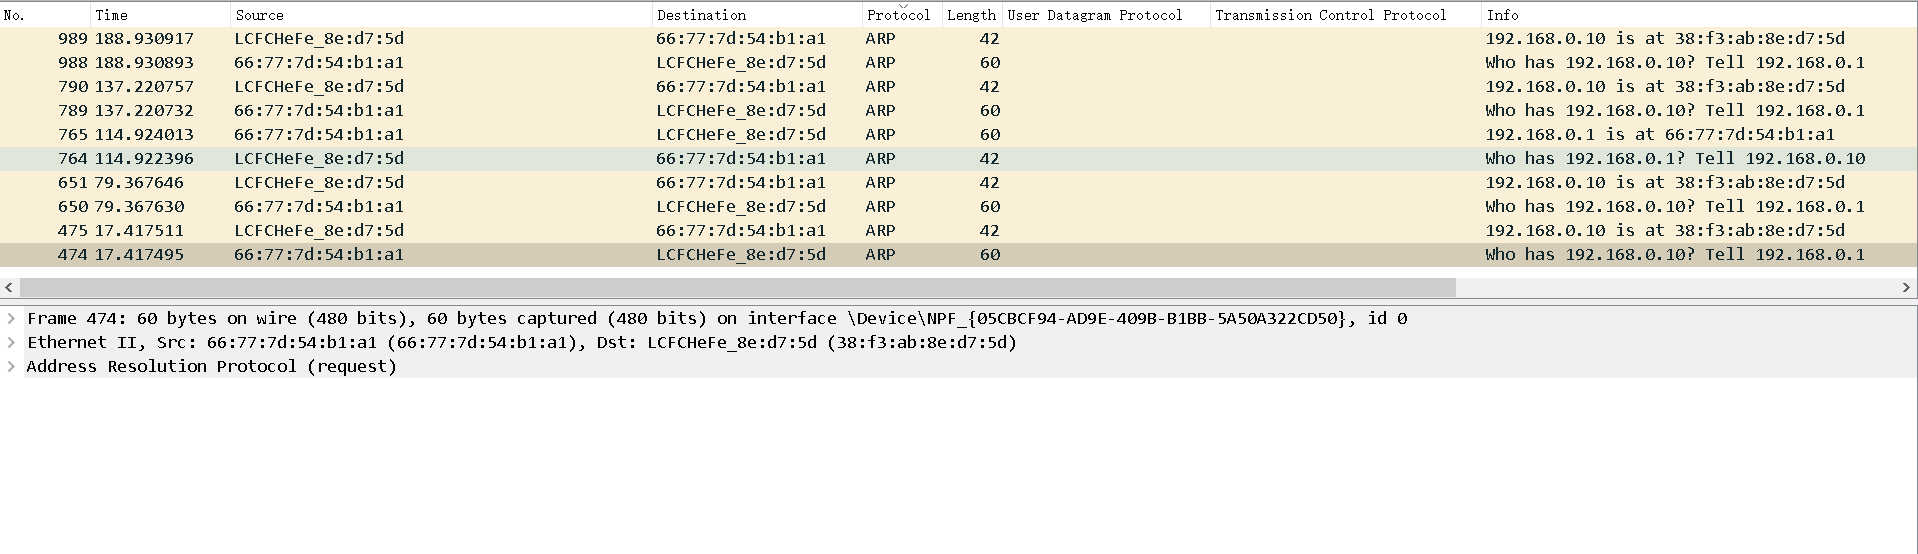 No. Time Source Destination Protocol Length User Datagram Protocol Transmission Control Protocol Info
989 188.930917 LCFCHeFe_8e:d7:5d 66:77:7d:54:b1:a1 ARP 42 192.168.0.10 is at 38:f3:ab:8e:d7:5d
988 188.930893 66:77:7d:54:b1:a1 LCFCHeFe_8e:d7:5d ARP 60 Who has 192.168.0.10? Tell 192.168.0.1
790 137.220757 LCFCHeFe_8e:d7:5d 66:77:7d:54:b1:a1 ARP 42 192.168.0.10 is at 38:f3:ab:8e:d7:5d
789 137.220732 66:77:7d:54:b1:a1 LCFCHeFe_8e:d7:5d ARP 60 Who has 192.168.0.10? Tell 192.168.0.1
765 114.924013 66:77:7d:54:b1:a1 LCFCHeFe_8e:d7:5d ARP 60 192.168.0.1 is at 66:77:7d:54:b1:a1
764 114.922396 LCFCHeFe_8e:d7:5d 66:77:7d:54:b1:a1 ARP 42 Who has 192.168.0.1? Tell 192.168.0.10
651 79.367646 LCFCHeFe_8e:d7:5d 66:77:7d:54:b1:a1 ARP 42 192.168.0.10 is at 38:f3:ab:8e:d7:5d
650 79.367630 66:77:7d:54:b1:a1 LCFCHeFe_8e:d7:5d ARP 60 Who has 192.168.0.10? Tell 192.168.0.1
475 17.417511 LCFCHeFe_8e:d7:5d 66:77:7d:54:b1:a1 ARP 42 192.168.0.10 is at 38:f3:ab:8e:d7:5d
474 17.417495 66:77:7d:54:b1:a1 LCFCHeFe_8e:d7:5d ARP 60 Who has 192.168.0.10? Tell 192.168.0.1
Frame 474: 60 bytes on wire (480 bits), 60 bytes captured (480 bits) on interface \Device\NPF_{05CBCF94-AD9E-409B-B1BB-5A50A322CD50}, id 0
Ethernet II, Src: 66:77:7d:54:b1:a1 (66:77:7d:54:b1:a1), Dst: LCFCHeFe_8e:d7:5d (38:f3:ab:8e:d7:5d)
Address Resolution Protocol (request)